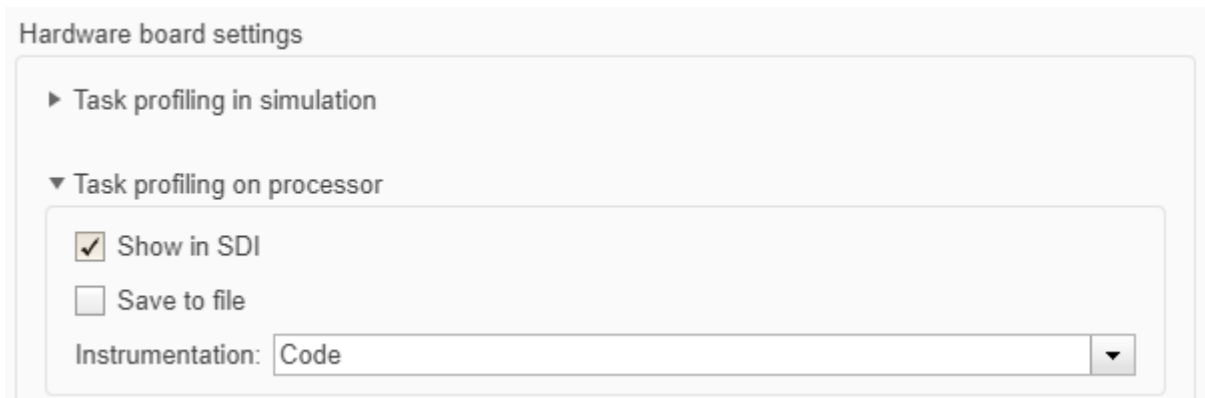 Hardware board settings
Task profiling in simulation
Task profiling on processor
Show in SDI
Save to file
Instrumentation: Code